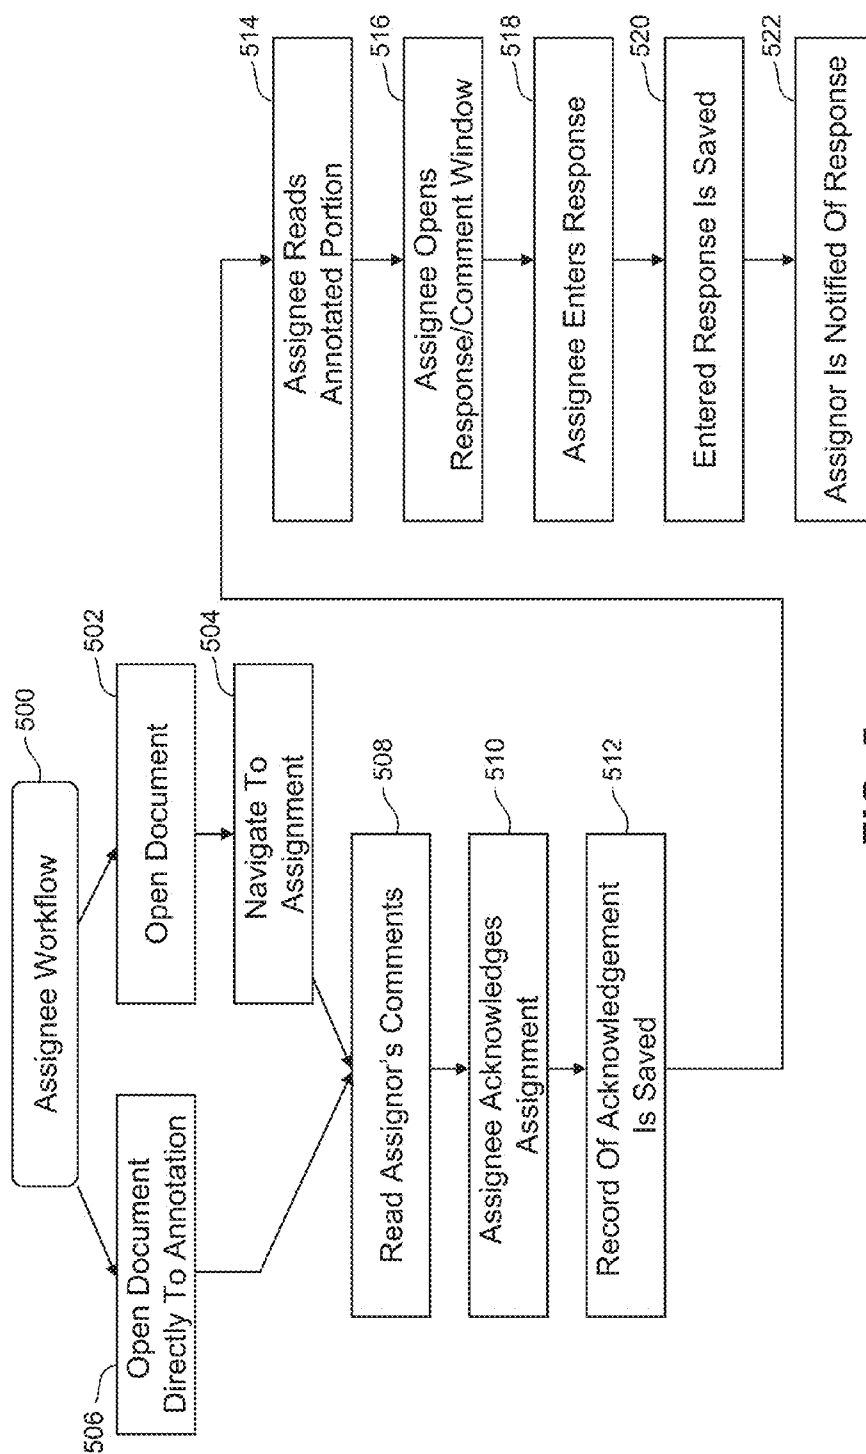 Assignee Workflow
500
Open Document
502
Navigate To
Assignment
504
Open Document
Directly To Annotation
506
Read Assignor's Comments
508
Assignee Acknowledges
Assignment
510
Record Of Acknowledgement
Is Saved
512
Assignee Reads
Annotated Portion
514
Assignee Opens
Response/Comment Window
516
Assignee Enters Response
518
Entered Response Is Saved
520
Assignor Is Notified Of Response
522